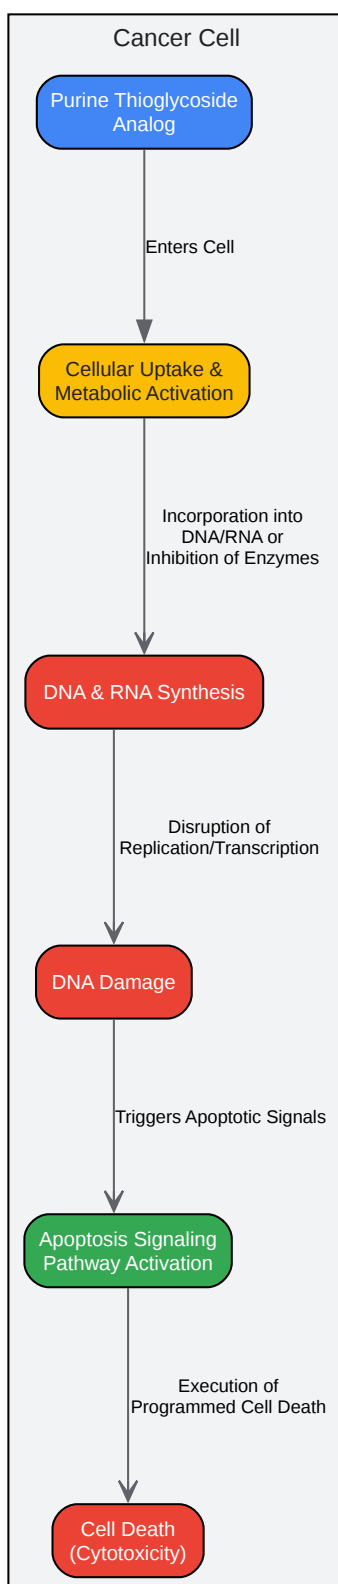 Cancer Cell
Purine Thioglycoside
Analog
Enters Cell
Cellular Uptake &
Metabolic Activation
Incorporation into
DNA/RNA or
Inhibition of Enzymes
DNA & RNA Synthesis
Disruption of
Replication/Transcription
DNA Damage
Triggers Apoptotic Signals
Apoptosis Signaling
Pathway Activation
Execution of
Programmed Cell Death
Cell Death
(Cytotoxicity)